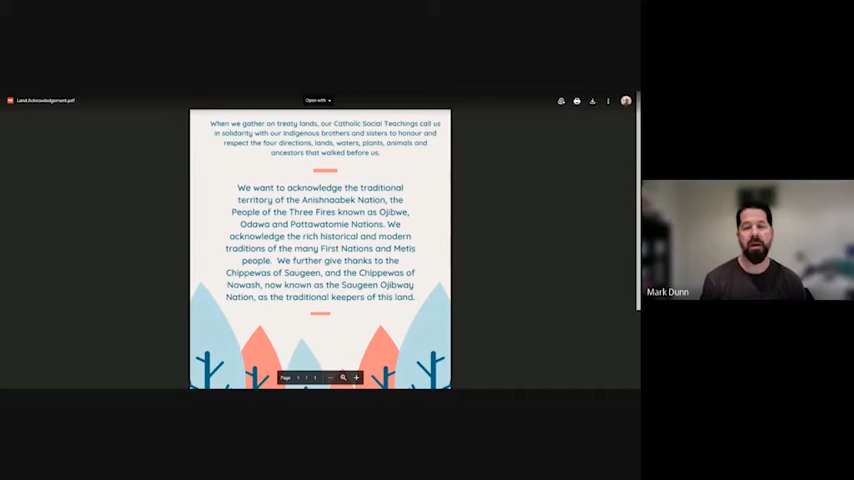 Land.Acknowledgement.pdf
Open with
When we gather on treaty lands, our Catholic Social Teachings call us
in solidarity with our Indigenous brothers and sisters to honour and
respect the four directions, lands, waters, plants, animals and
ancestors that walked before us.
We want to acknowledge the traditional
territory of the Anishnaabek Nation, the
People of the Three Fires known as Ojibwe,
Odawa and Pottawatomie Nations. We
acknowledge the rich historical and modern
traditions of the many First Nations and Metis
people. We further give thanks to the
Chippewas of Saugeen, and the Chippewas of
Nawash, now known as the Saugeen Ojibway
Nation, as the traditional keepers of this land.
Page 1 / 1
Mark Dunn